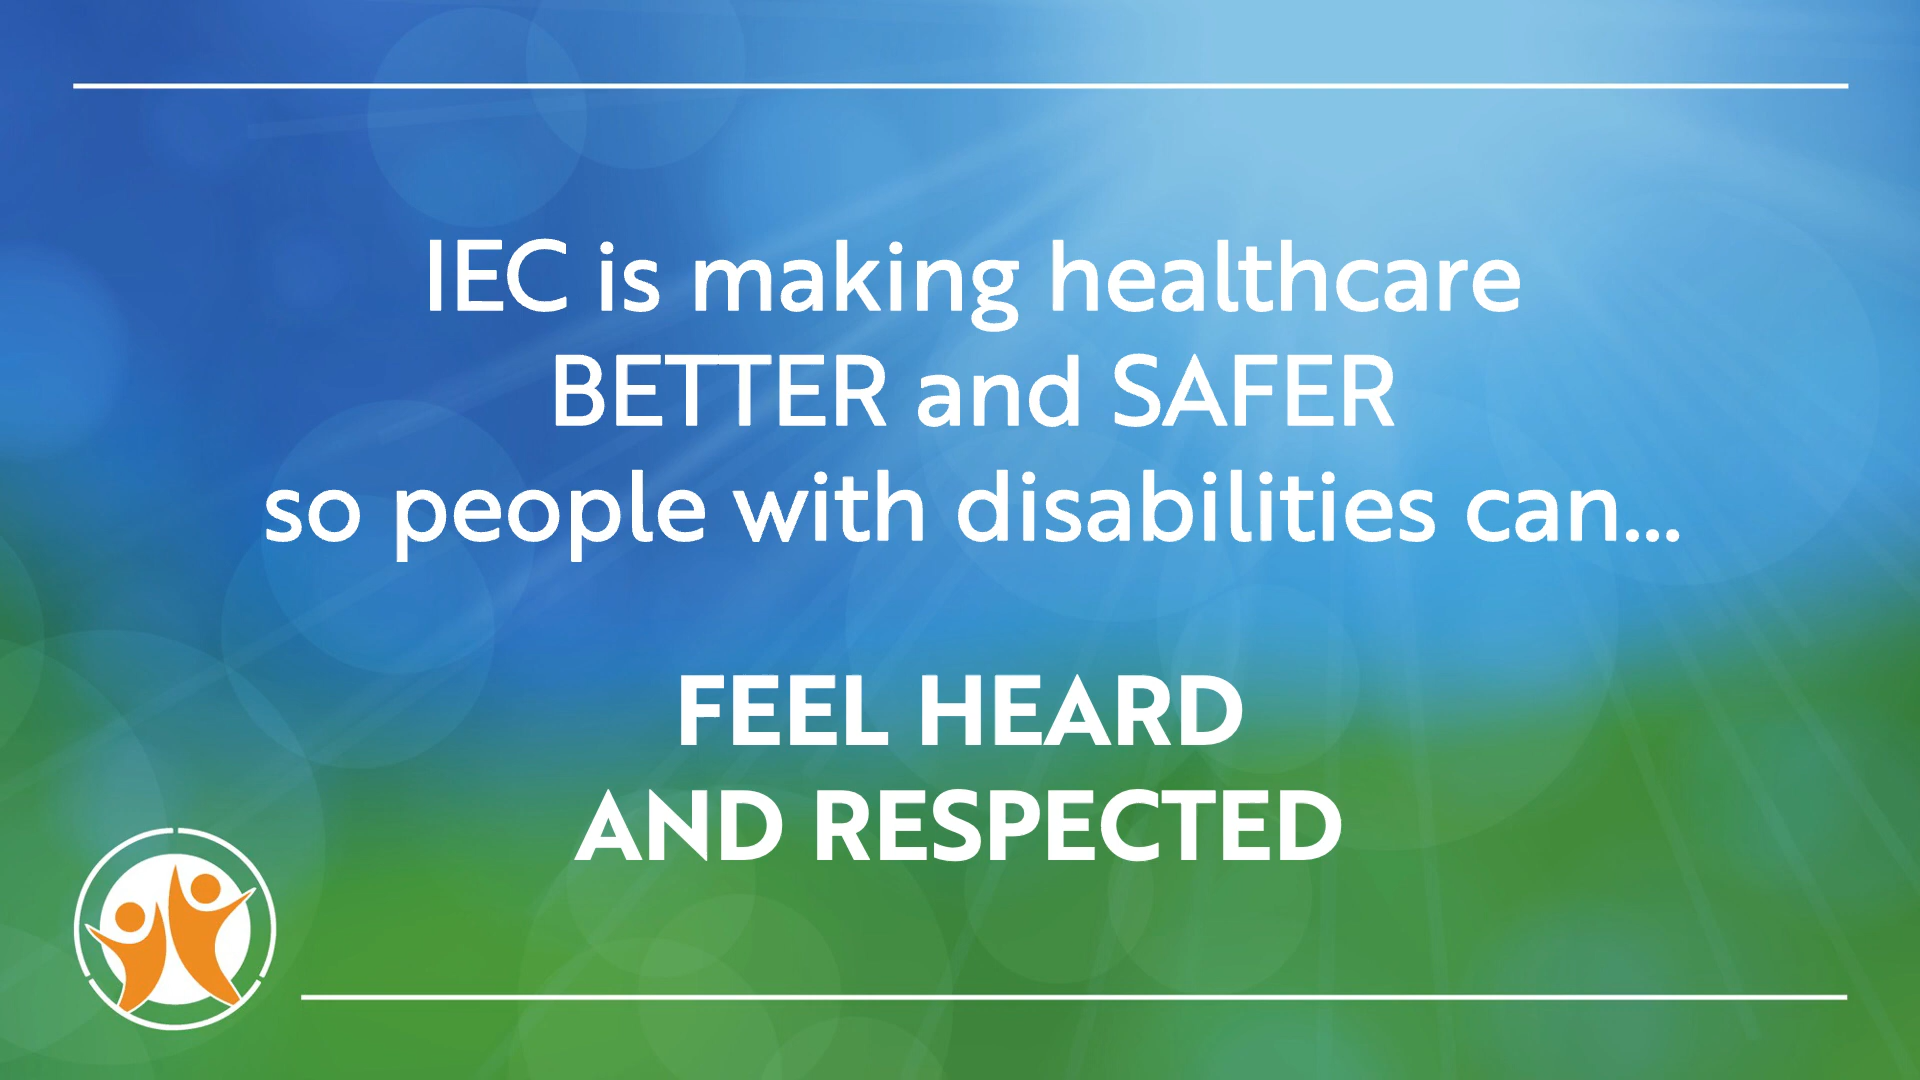 IEC is making healthcare
BETTER and SAFER
so people with disabilities can...
FEEL HEARD
AND RESPECTED